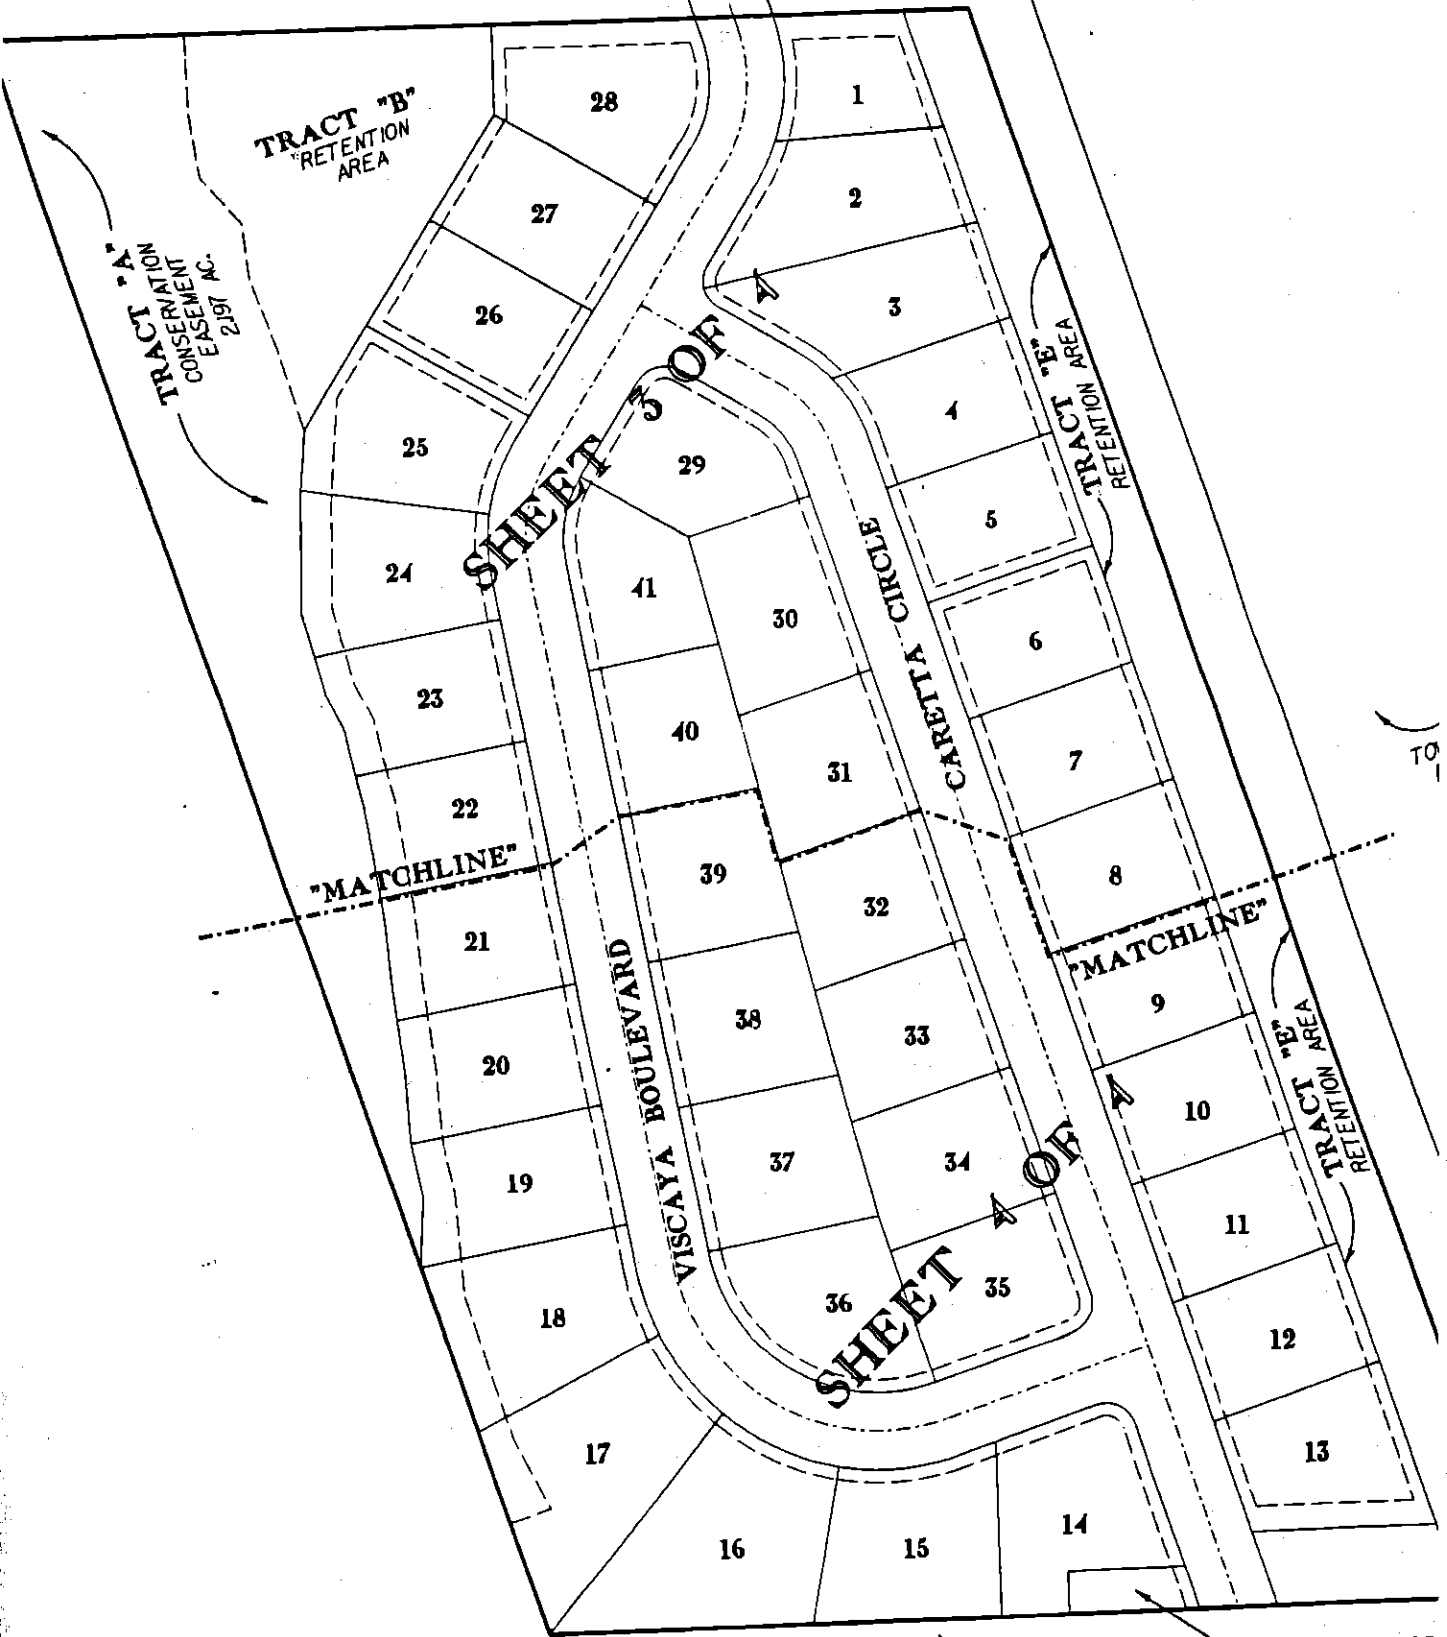 TRACT "B"
RETENTION
AREA
28
1
27
2
26
TRACT "A"
CONSERVATION
EASEMENT
2.197 AC.
3
TRACT "E"
RETENTION AREA
25
29
4
5
24
41
30
6
23
40
31
7
22
CARETTA CIRCLE
SHEET 3 OF 4
"MATCHLINE"
39
32
8
"MATCHLINE"
21
38
33
9
20
VISCAYA BOULEVARD
37
34
10
TRACT "E"
RETENTION AREA
19
11
36
35
18
12
SHEET 4 OF 4
17
13
16
15
14